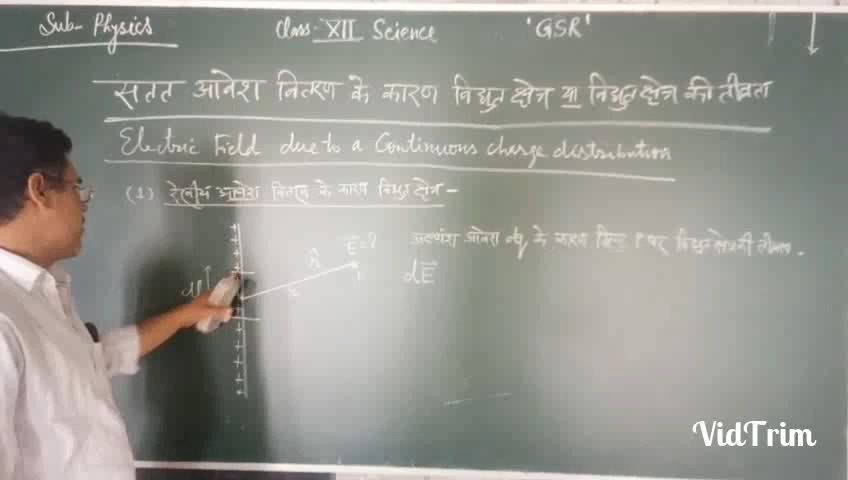 Sub- Physics Class- XII Science 'GSR'
सतत आवेश वितरण के कारण विद्युत क्षेत्र या विद्युत क्षेत्र की तीव्रता
Electric Field due to a Continuous charge distribution
(1) रेखीय आवेश वितरण के कारण विद्युत क्षेत्र -
E⃗=? आवेश dq के कारण बिन्दु P पर विद्युत क्षेत्र की तीव्रता -
r̂
dE⃗
dl
r
VidTrim